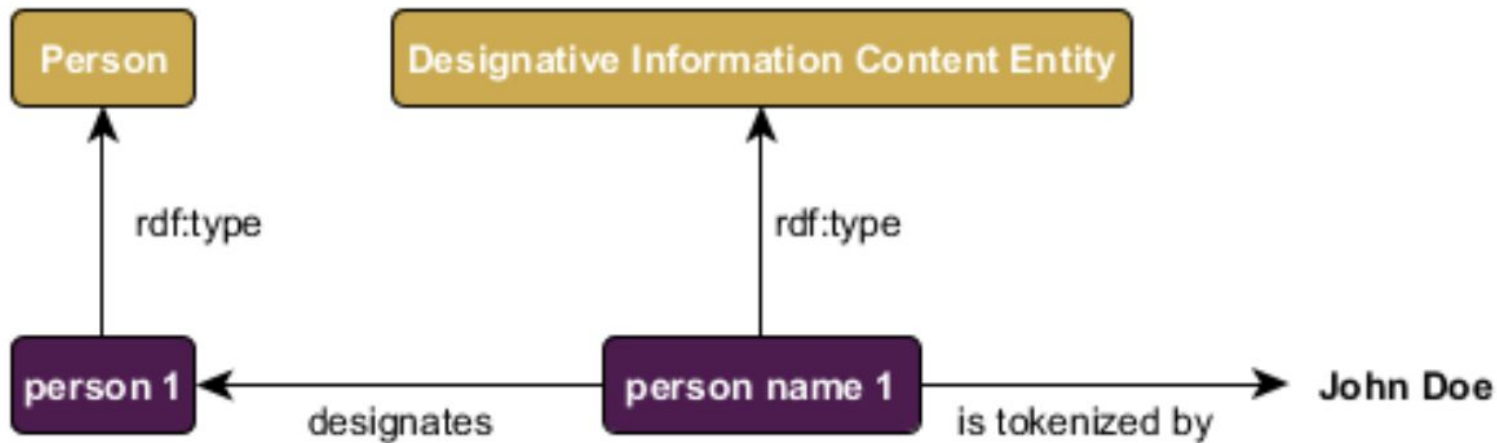 Person
Designative Information Content Entity
rdf:type
rdf:type
person 1
designates
person name 1
is tokenized by
John Doe